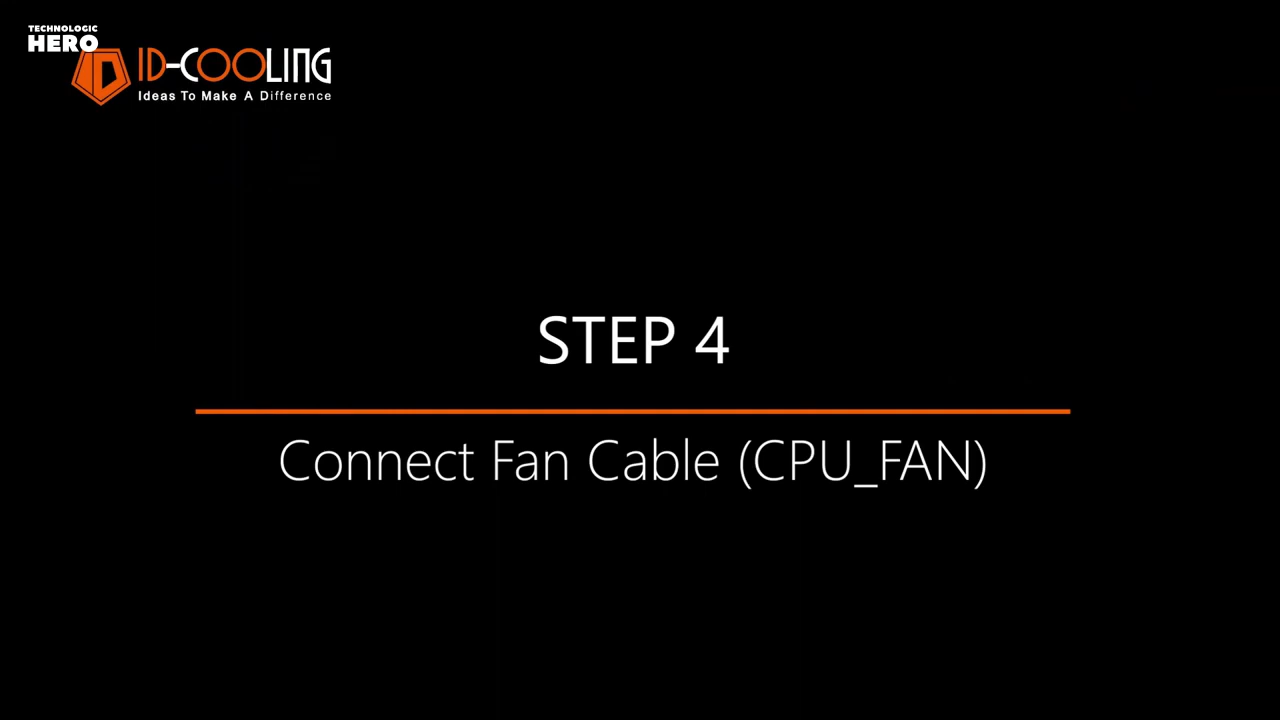 TECHNOLOGIC
HERO
ID-COOLING
Ideas To Make A Difference
STEP 4
Connect Fan Cable (CPU_FAN)